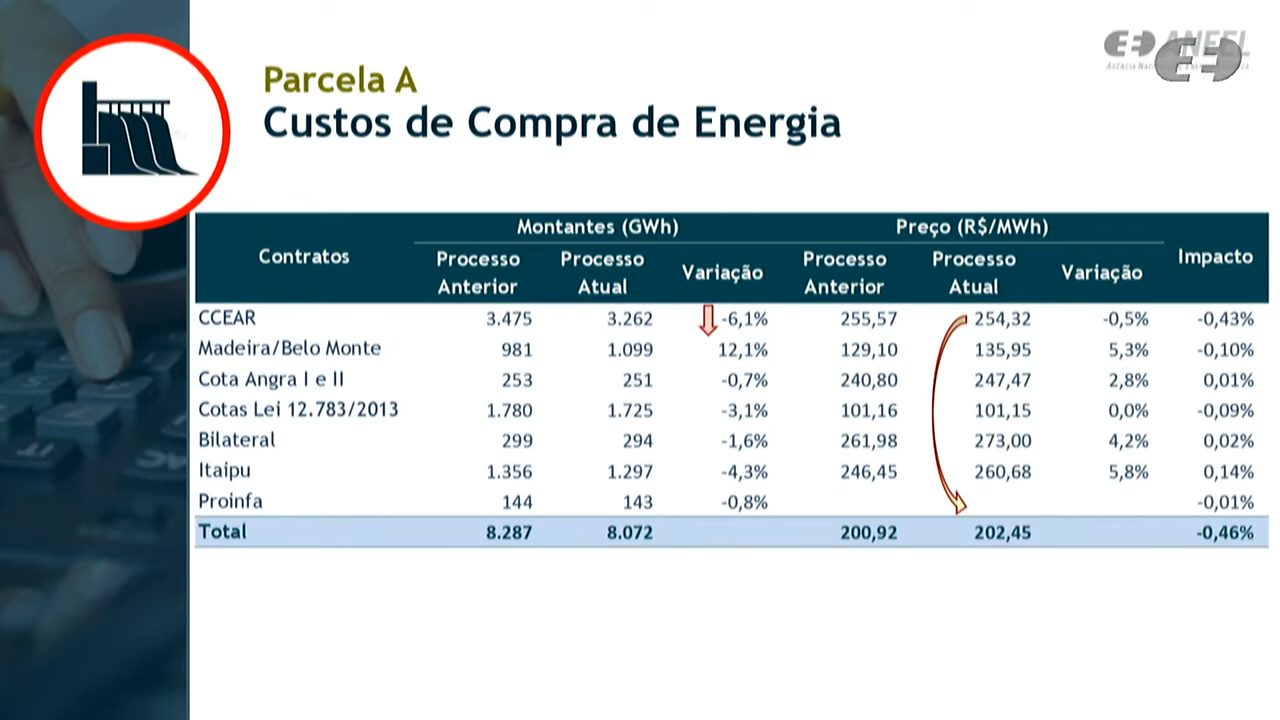 ANEEL
AGÊNCIA NACIONAL DE ENERGIA ELÉTRICA
Parcela A
Custos de Compra de Energia
Contratos Montantes (GWh) Preço (R$/MWh) Impacto
Processo Anterior Processo Atual Variação Processo Anterior Processo Atual Variação
CCEAR 3.475 3.262 -6,1% 255,57 254,32 -0,5% -0,43%
Madeira/Belo Monte 981 1.099 12,1% 129,10 135,95 5,3% -0,10%
Cota Angra I e II 253 251 -0,7% 240,80 247,47 2,8% 0,01%
Cotas Lei 12.783/2013 1.780 1.725 -3,1% 101,16 101,15 0,0% -0,09%
Bilateral 299 294 -1,6% 261,98 273,00 4,2% 0,02%
Itaipu 1.356 1.297 -4,3% 246,45 260,68 5,8% 0,14%
Proinfa 144 143 -0,8% -0,01%
Total 8.287 8.072 200,92 202,45 -0,46%